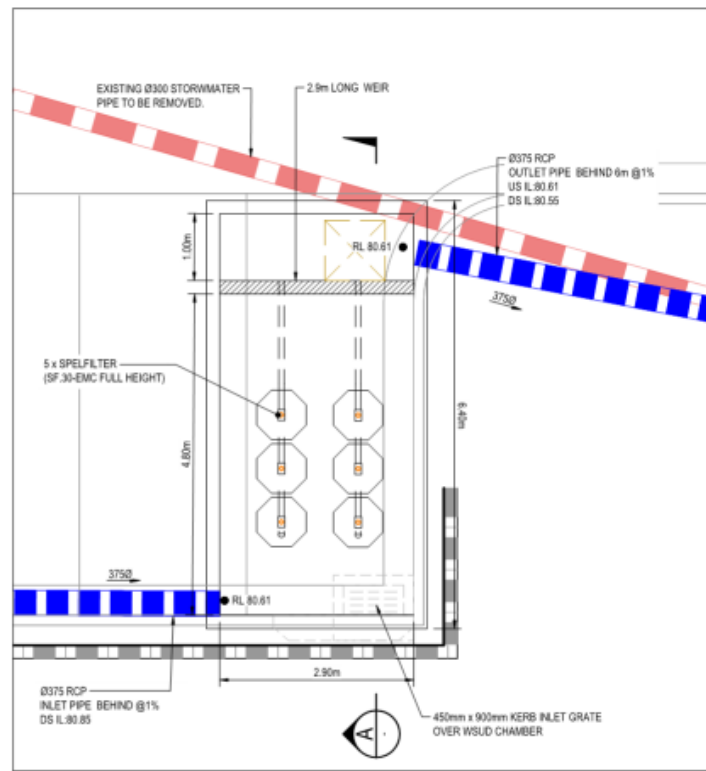 EXISTING Ø300 STORWMATER
PIPE TO BE REMOVED.
2.9m LONG WEIR
Ø375 RCP
OUTLET PIPE BEHIND 6m @1%
US IL:80.61
DS IL:80.55
1.00m
RL 80.61
375Ø
5 x SPELFILTER
(SF.30-EMC FULL HEIGHT)
6.40m
4.80m
375Ø
RL 80.61
2.90m
Ø375 RCP
INLET PIPE BEHIND @1%
DS IL:80.85
450mm x 900mm KERB INLET GRATE
OVER WSUD CHAMBER
A
-